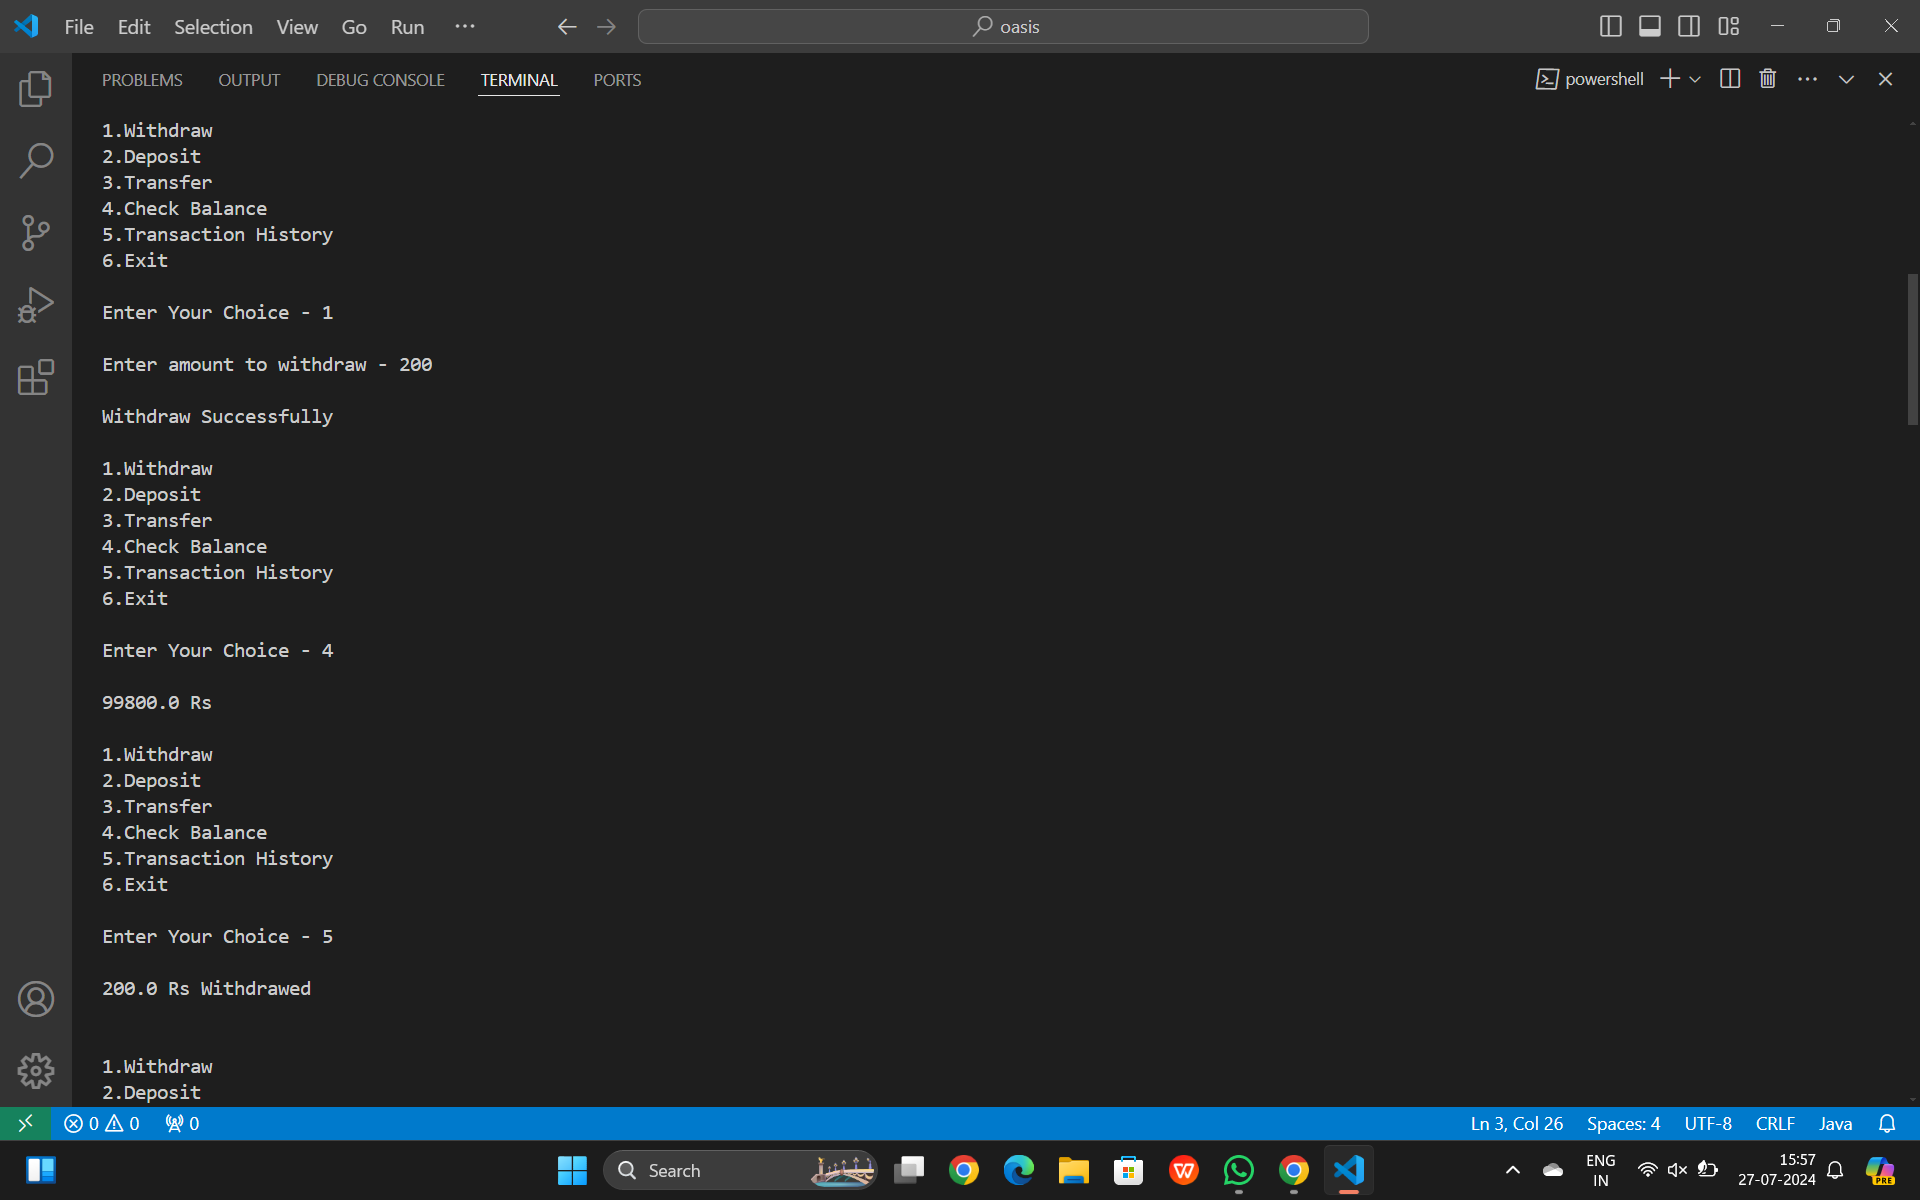 File Edit Selection View Go Run ...
oasis
PROBLEMS OUTPUT DEBUG CONSOLE TERMINAL PORTS
powershell
1.Withdraw
2.Deposit
3.Transfer
4.Check Balance
5.Transaction History
6.Exit
Enter Your Choice - 1
Enter amount to withdraw - 200
Withdraw Successfully
1.Withdraw
2.Deposit
3.Transfer
4.Check Balance
5.Transaction History
6.Exit
Enter Your Choice - 4
99800.0 Rs
1.Withdraw
2.Deposit
3.Transfer
4.Check Balance
5.Transaction History
6.Exit
Enter Your Choice - 5
200.0 Rs Withdrawed
1.Withdraw
2.Deposit
0 0 0
Ln 3, Col 26 Spaces: 4 UTF-8 CRLF Java
Search
W
ENG
IN
15:57
27-07-2024
PRE